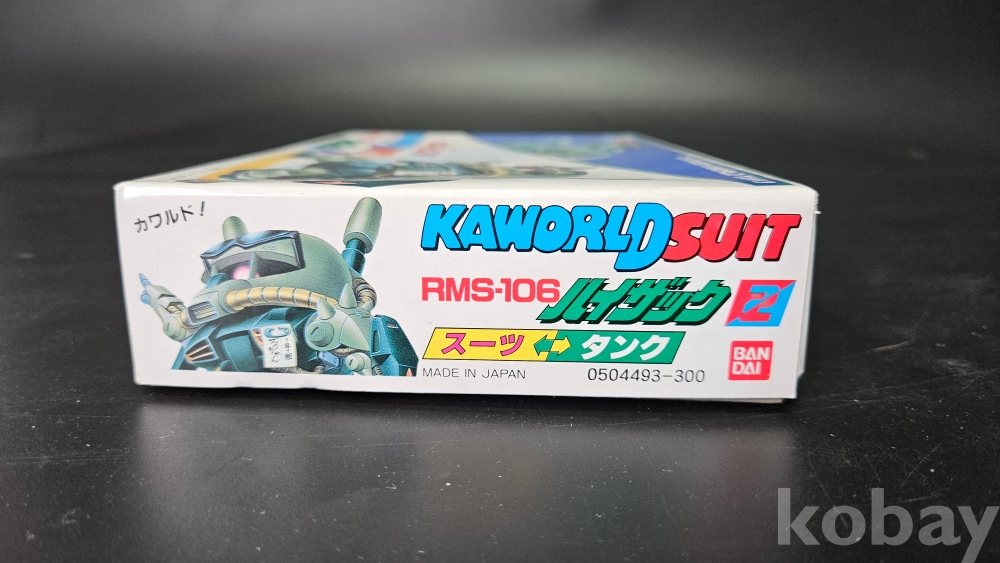 カワルド!
KAWORLD SUIT
RMS-106 ハイザック 2
スーツ ↔ タンク
BAN
DAI
MADE IN JAPAN 0504493-300
kobay